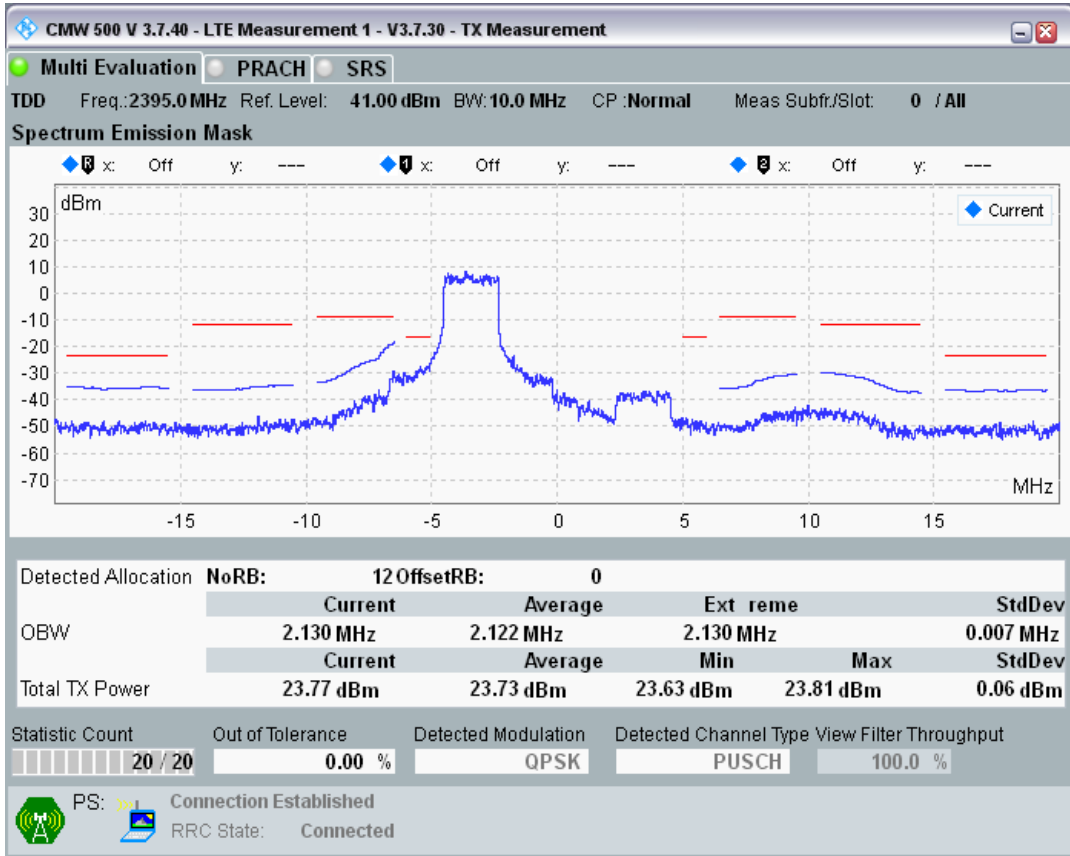 CMW 500 V 3.7.40 - LTE Measurement 1 - V3.7.30 - TX Measurement
Multi Evaluation PRACH SRS
TDD Freq.:2395.0 MHz Ref. Level: 41.00 dBm BW: 10.0 MHz CP :Normal Meas Subfr./Slot: 0 / All
Spectrum Emission Mask
R x: Off y: --- 1 x: Off y: --- 2 x: Off y: ---
dBm
Current
30
20
10
0
-10
-20
-30
-40
-50
-60
-70
MHz
-15 -10 -5 0 5 10 15
Detected Allocation NoRB: 12 OffsetRB: 0
Current Average Ext reme StdDev
OBW 2.130 MHz 2.122 MHz 2.130 MHz 0.007 MHz
Current Average Min Max StdDev
Total TX Power 23.77 dBm 23.73 dBm 23.63 dBm 23.81 dBm 0.06 dBm
Statistic Count Out of Tolerance Detected Modulation Detected Channel Type View Filter Throughput
20 / 20 0.00 % QPSK PUSCH 100.0 %
PS: Connection Established
RRC State: Connected